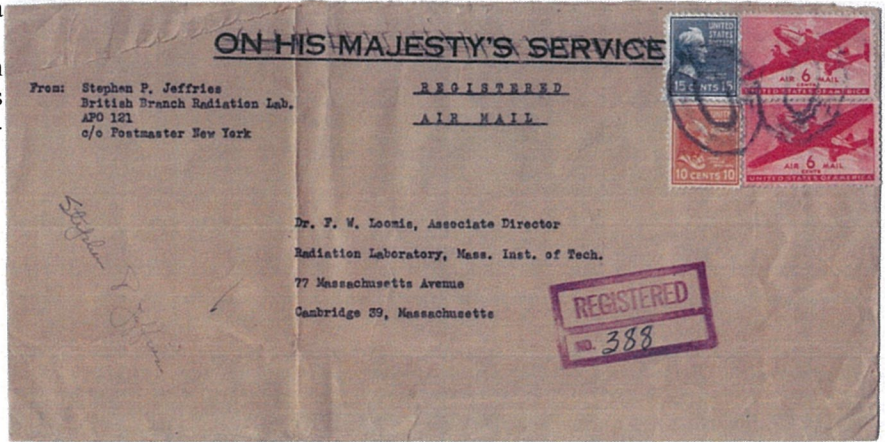 ON HIS MAJESTY'S SERVICE
From: Stephen P. Jeffries
British Branch Radiation Lab.
APO 121
c/o Postmaster New York
REGISTERED
AIR MAIL
UNITED
STATES
15 CENTS 15
AIR 6 MAIL
CENTS
UNITED STATES OF AMERICA
10 CENTS 10
AIR 6 MAIL
CENTS
UNITED STATES OF AMERICA
Dr. F. W. Loomis, Associate Director
Radiation Laboratory, Mass. Inst. of Tech.
77 Massachusetts Avenue
Cambridge 39, Massachusetts
REGISTERED
NO. 388
Stephen